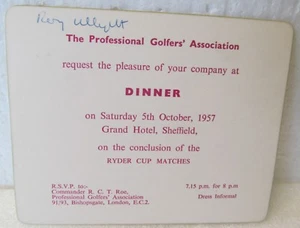 Roy Ullyett
The Professional Golfers' Association
request the pleasure of your company at
DINNER
on Saturday 5th October, 1957
Grand Hotel, Sheffield,
on the conclusion of the
RYDER CUP MATCHES
R.S.V.P. to:-
Commander R. C. T. Roe,
Professional Golfers' Association
91/93, Bishopsgate, London, E.C.2.
7.15 p.m. for 8 p.m
Dress Informal